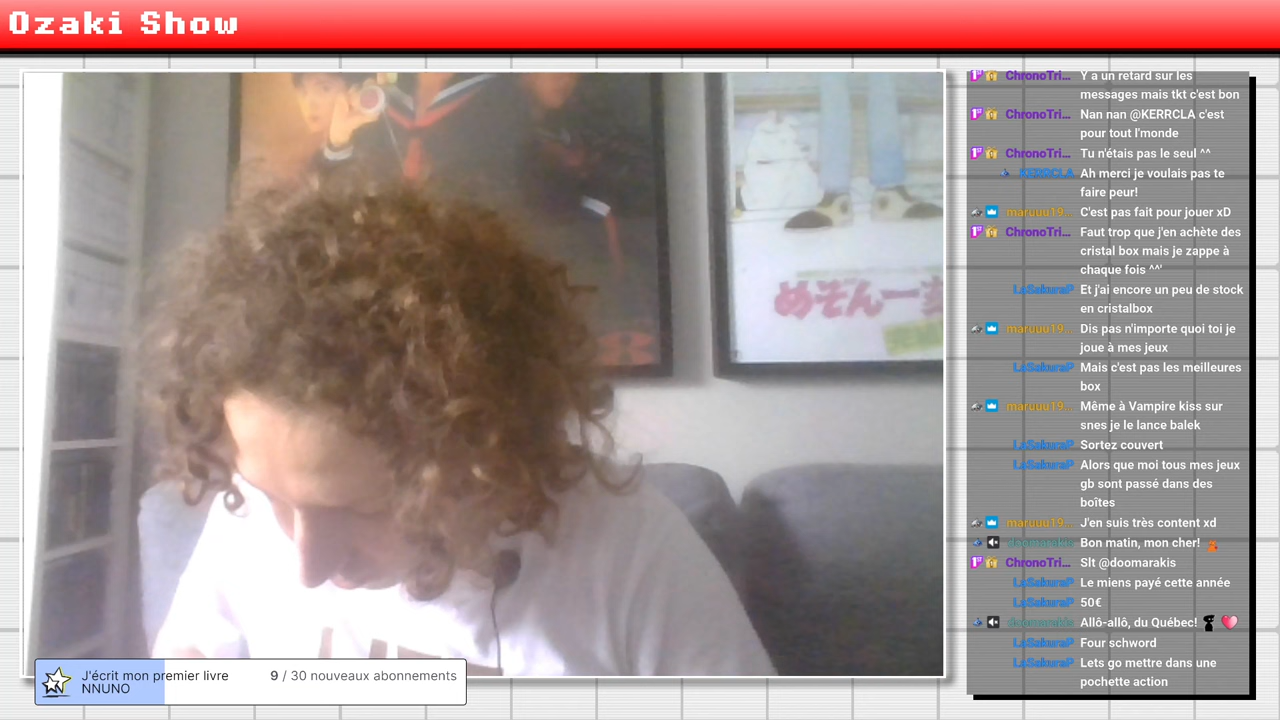 Ozaki Show
めぞん一
ChronoTri... Y a un retard sur les
messages mais tkt c'est bon
ChronoTri... Nan nan @KERRCLA c'est
pour tout l'monde
ChronoTri... Tu n'étais pas le seul ^^
KERRCLA Ah merci je voulais pas te
faire peur!
maruuu19... C'est pas fait pour jouer xD
ChronoTri... Faut trop que j'en achète des
cristal box mais je zappe à
chaque fois ^^'
LaSakuraP Et j'ai encore un peu de stock
en cristalbox
maruuu19... Dis pas n'importe quoi toi je
joue à mes jeux
LaSakuraP Mais c'est pas les meilleures
box
maruuu19... Même à Vampire kiss sur
snes je le lance balek
LaSakuraP Sortez couvert
LaSakuraP Alors que moi tous mes jeux
gb sont passé dans des
boîtes
maruuu19... J'en suis très content xd
doomarakis Bon matin, mon cher!
ChronoTri... Slt @doomarakis
LaSakuraP Le miens payé cette année
LaSakuraP 50€
doomarakis Allô-allô, du Québec!
LaSakuraP Four schword
LaSakuraP Lets go mettre dans une
pochette action
J'écrit mon premier livre 9 / 30 nouveaux abonnements
NNUNO